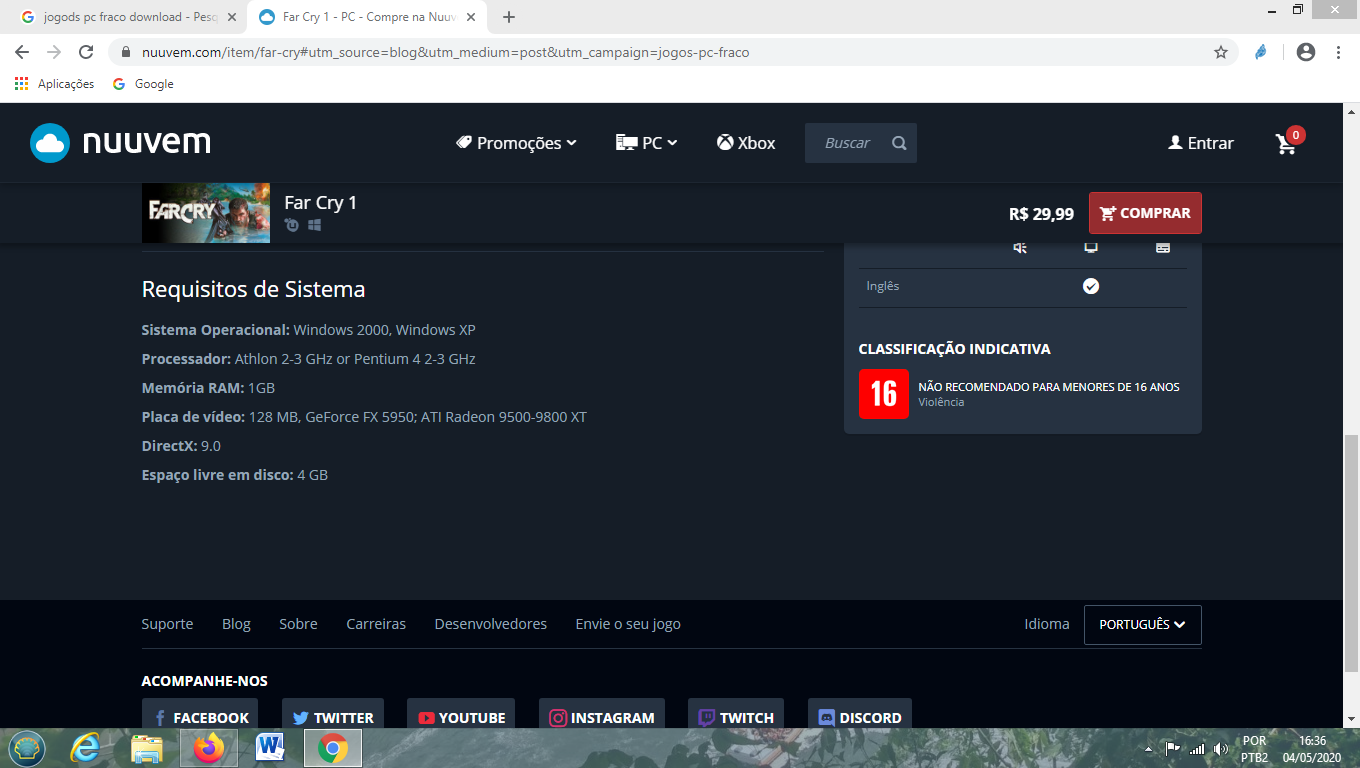 jogods pc fraco download - Pesq
Far Cry 1 - PC - Compre na Nuuv
nuuvem.com/item/far-cry#utm_source=blog&utm_medium=post&utm_campaign=jogos-pc-fraco
Aplicações
Google
nuuvem
Promoções
PC
Xbox
Buscar
Entrar
0
FARCRY
Far Cry 1
R$ 29,99
COMPRAR
Requisitos de Sistema
Sistema Operacional: Windows 2000, Windows XP
Processador: Athlon 2-3 GHz or Pentium 4 2-3 GHz
Memória RAM: 1GB
Placa de vídeo: 128 MB, GeForce FX 5950; ATI Radeon 9500-9800 XT
DirectX: 9.0
Espaço livre em disco: 4 GB
Inglês
CLASSIFICAÇÃO INDICATIVA
16
NÃO RECOMENDADO PARA MENORES DE 16 ANOS
Violência
Suporte
Blog
Sobre
Carreiras
Desenvolvedores
Envie o seu jogo
Idioma
PORTUGUÊS
ACOMPANHE-NOS
FACEBOOK
TWITTER
YOUTUBE
INSTAGRAM
TWITCH
DISCORD
POR
PTB2
16:36
04/05/2020